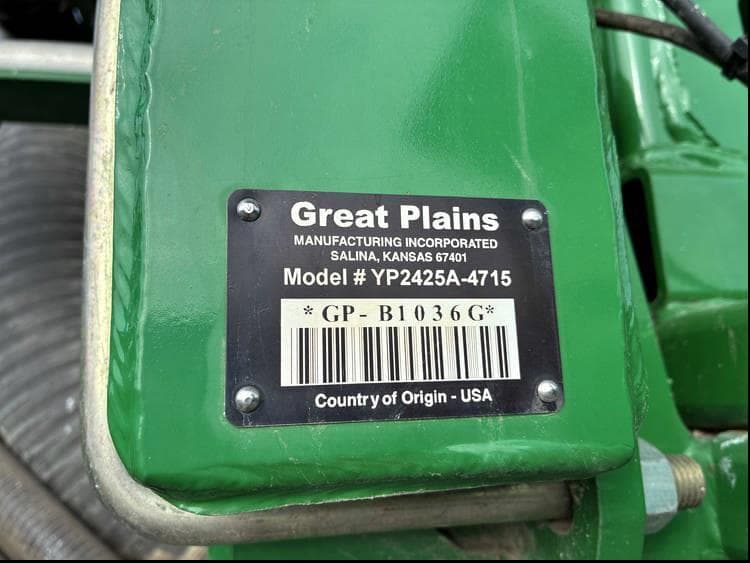 Great Plains
MANUFACTURING INCORPORATED
SALINA, KANSAS 67401
Model # YP2425A-4715
*GP-B1036G*
Country of Origin - USA